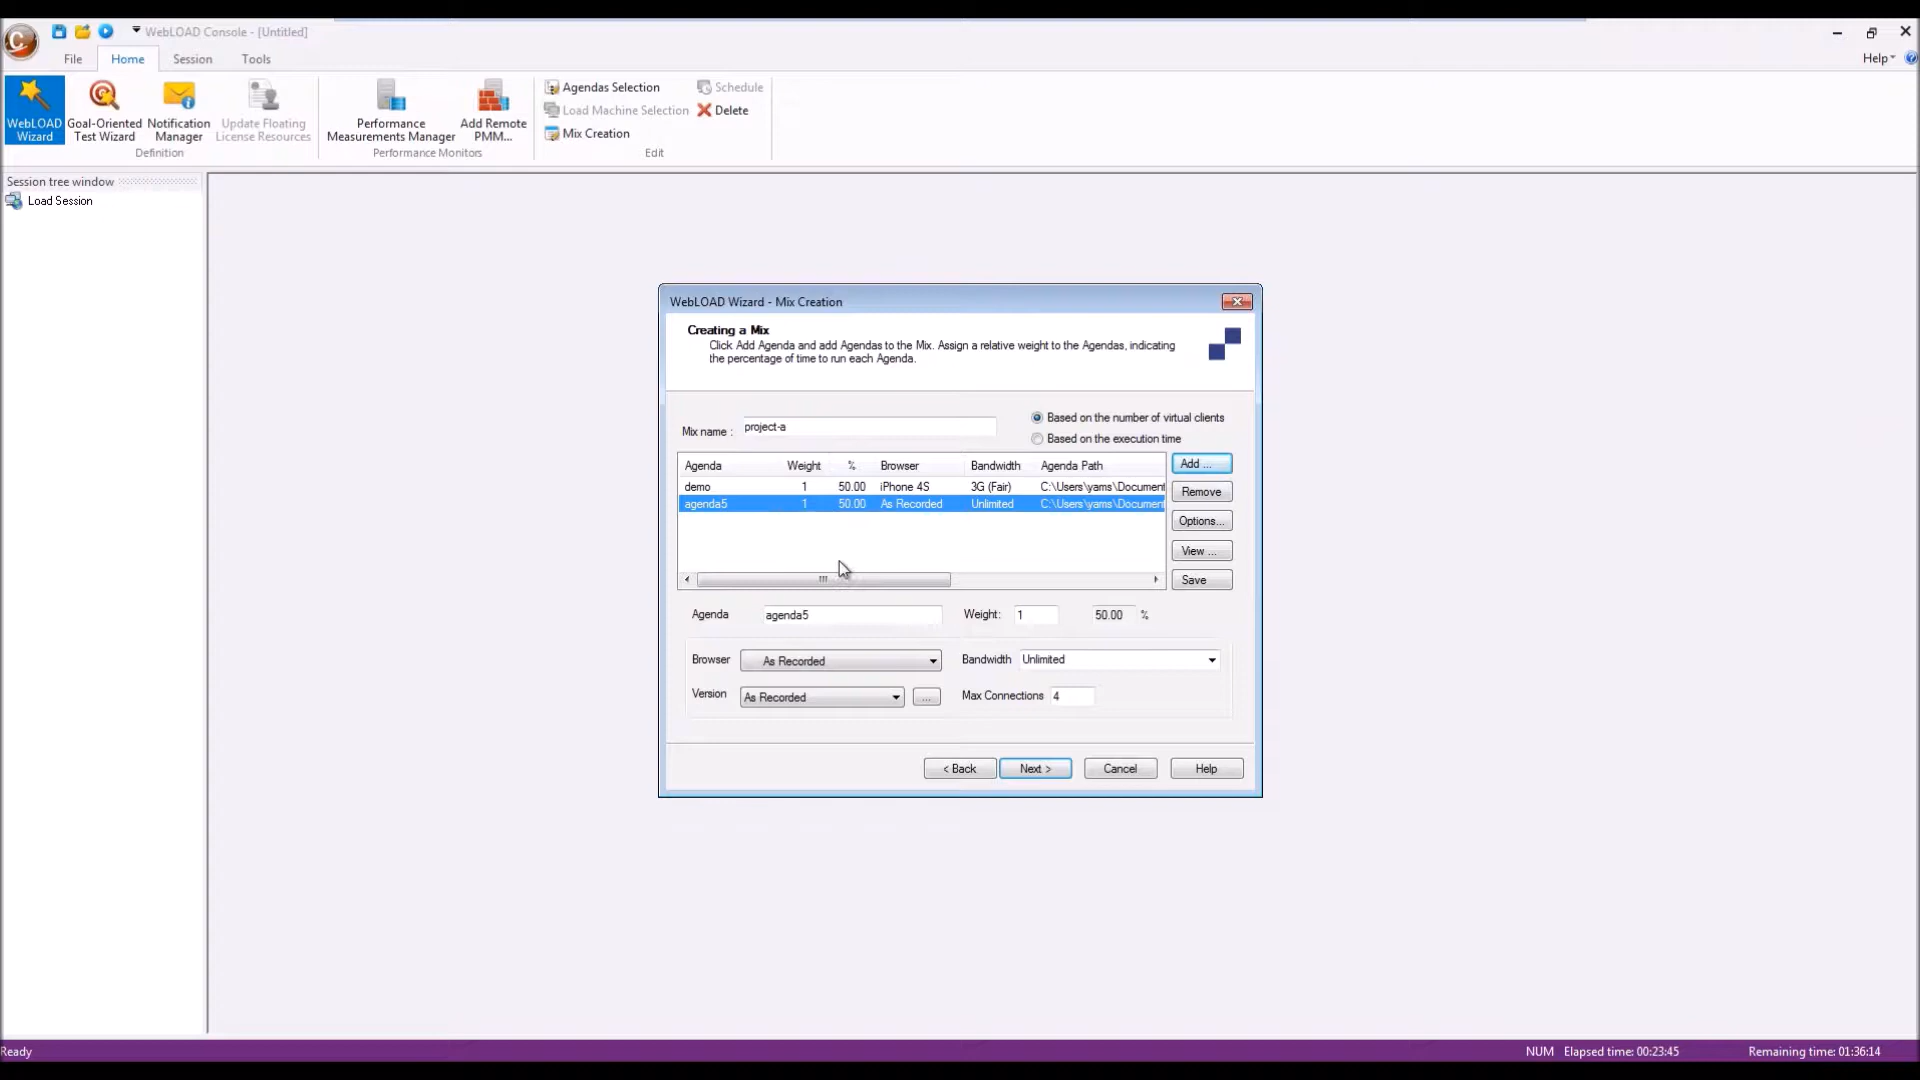 WebLOAD Console - [Untitled]
File Home Session Tools Help
WebLOAD Wizard
Goal-Oriented Test Wizard
Notification Manager
Update Floating License Resources
Definition
Performance Measurements Manager
Add Remote PMM...
Performance Monitors
Agendas Selection
Load Machine Selection
Mix Creation
Schedule
Delete
Edit
Session tree window
Load Session
WebLOAD Wizard - Mix Creation
Creating a Mix
Click Add Agenda and add Agendas to the Mix. Assign a relative weight to the Agendas, indicating
the percentage of time to run each Agenda.
Mix name : project-a
Based on the number of virtual clients
Based on the execution time
Agenda Weight % Browser Bandwidth Agenda Path
demo 1 50.00 iPhone 4S 3G (Fair) C:\Users\yams\Document
agenda5 1 50.00 As Recorded Unlimited C:\Users\yams\Document
Add ...
Remove
Options...
View ...
Save
Agenda agenda5 Weight: 1 50.00 %
Browser As Recorded Bandwidth Unlimited
Version As Recorded ... Max Connections 4
< Back Next > Cancel Help
Ready NUM Elapsed time: 00:23:45 Remaining time: 01:36:14